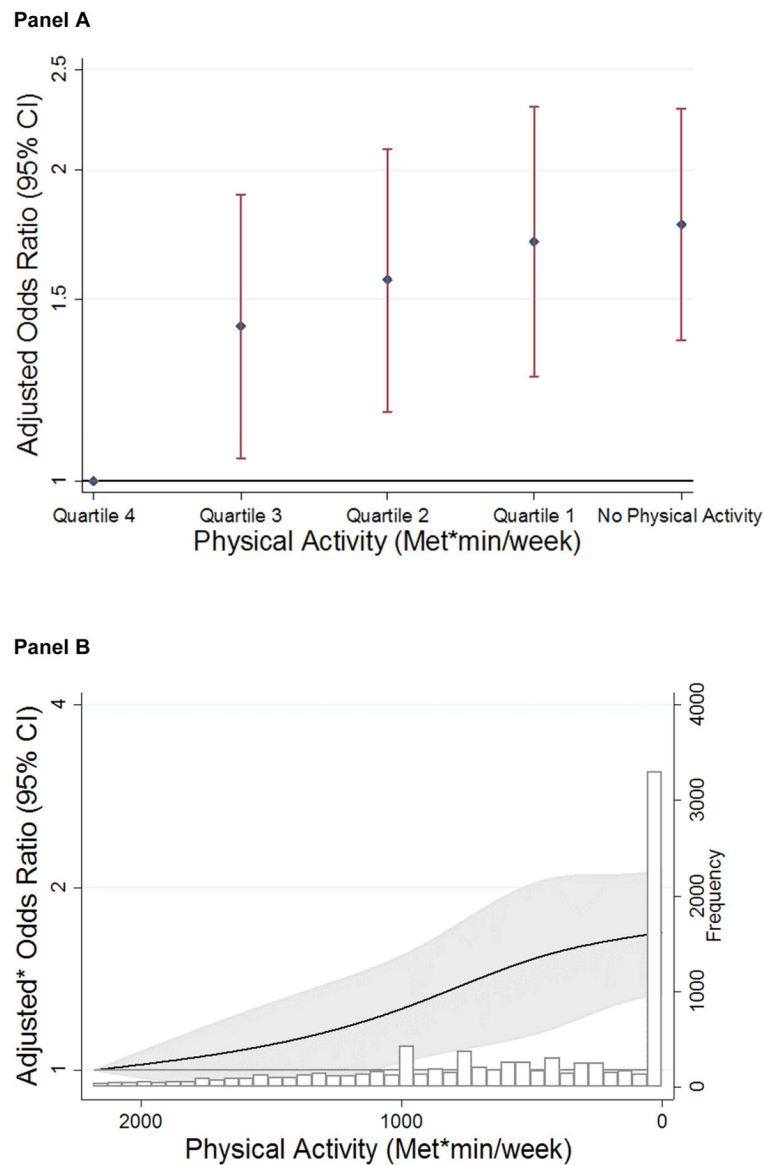 Panel A
Adjusted Odds Ratio (95% CI)
2.5
2
1.5
1
Quartile 4 Quartile 3 Quartile 2 Quartile 1 No Physical Activity
Physical Activity (Met*min/week)
Panel B
Adjusted* Odds Ratio (95% CI)
4
2
1
4000
3000
2000
1000
0
Frequency
2000 1000 0
Physical Activity (Met*min/week)